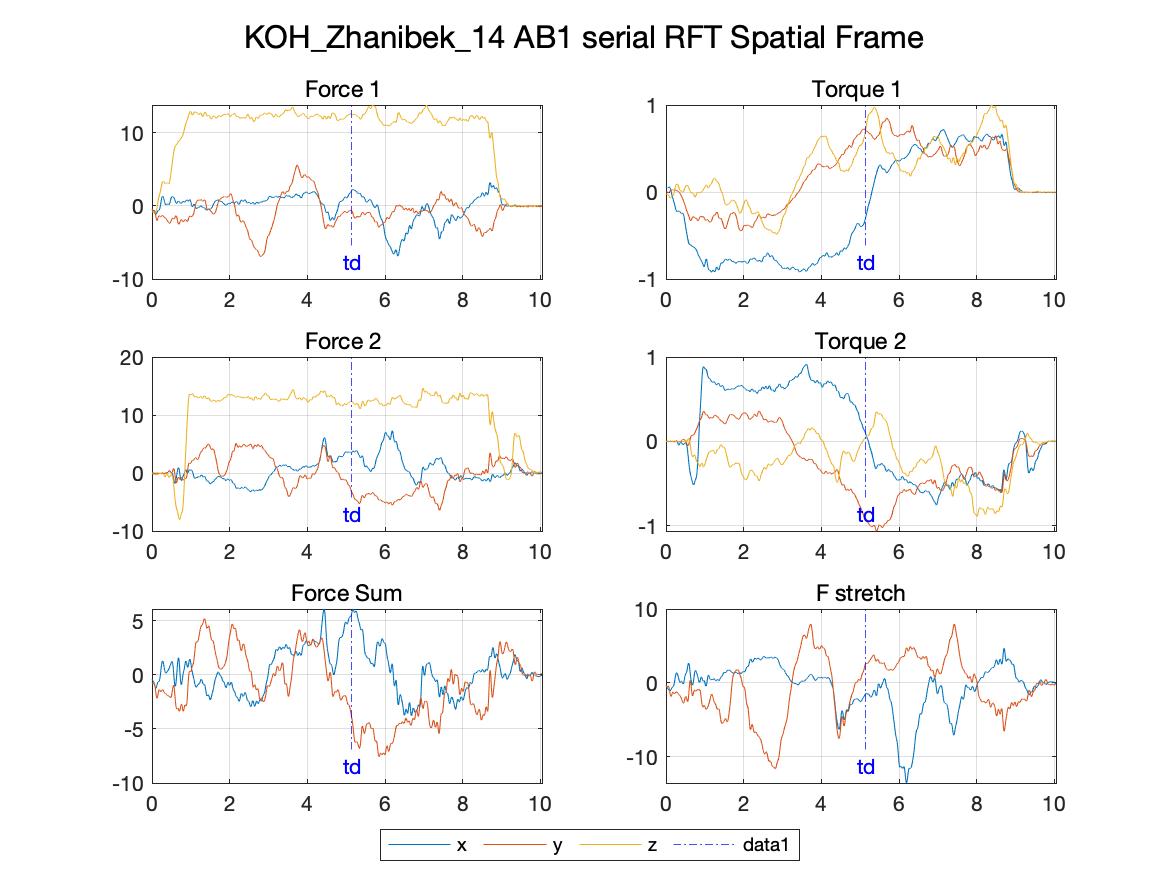 KOH_Zhanibek_14 AB1 serial RFT Spatial Frame
Force 1
10
0
-10
td
0 2 4 6 8 10
Torque 1
1
0
-1
td
0 2 4 6 8 10
Force 2
20
10
0
-10
td
0 2 4 6 8 10
Torque 2
1
0
-1
td
0 2 4 6 8 10
Force Sum
5
0
-5
-10
td
0 2 4 6 8 10
F stretch
10
0
-10
td
0 2 4 6 8 10
x y z data1